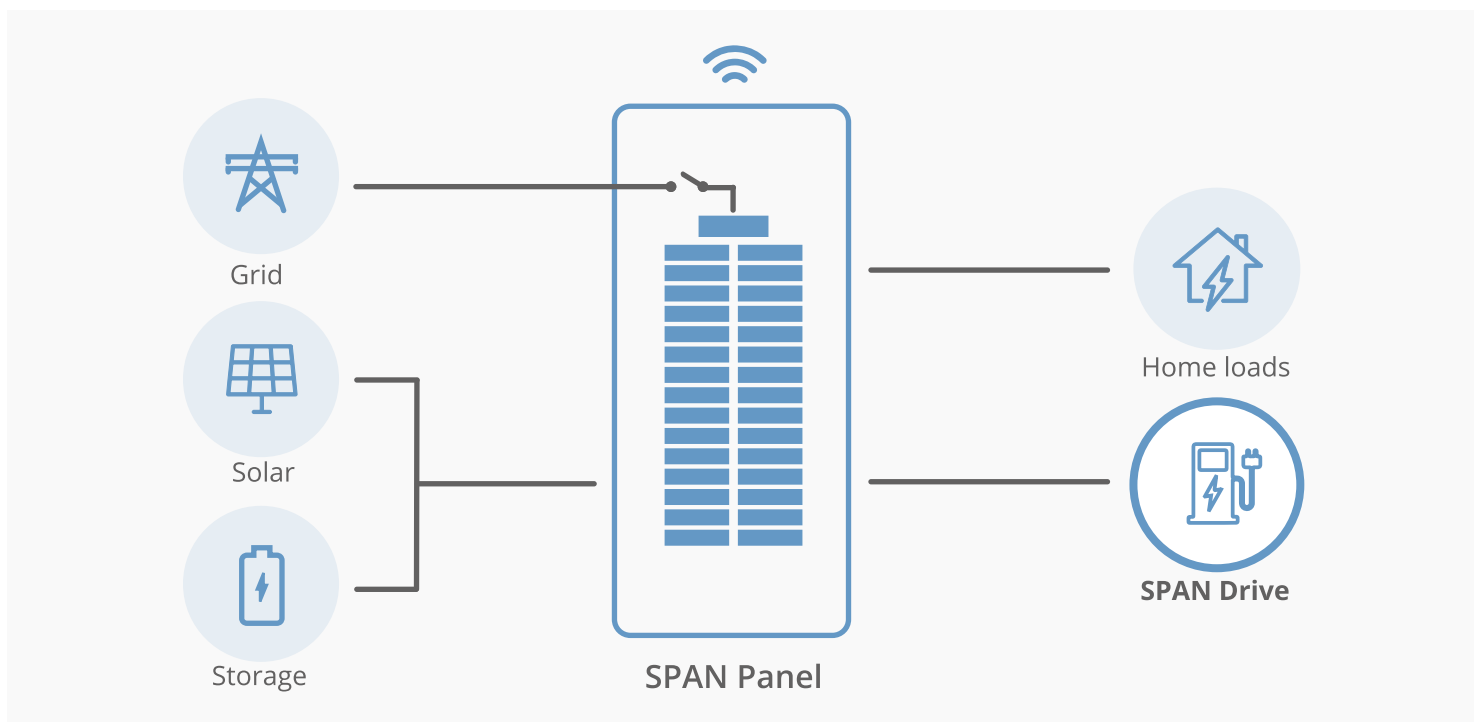 Grid
Solar
Storage
SPAN Panel
Home loads
SPAN Drive